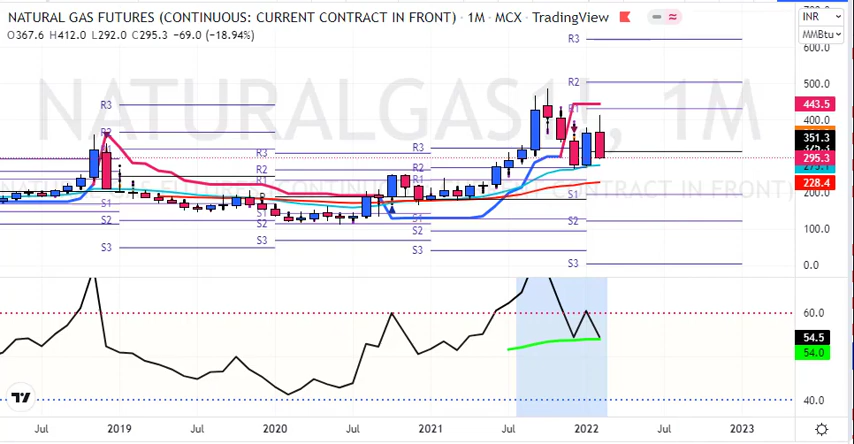 NATURAL GAS FUTURES (CONTINUOUS: CURRENT CONTRACT IN FRONT) · 1M · MCX · TradingView
O367.6 H412.0 L292.0 C295.3 −69.0 (−18.94%)
INR
MMBtu
NATURALGAS1!, 1M
NATURAL GAS FUTURES (CONTINUOUS: CURRENT CONTRACT IN FRONT)
R3
600.0
R2
500.0
R3
R1
443.5
400.0
R2
351.3
R3
R3
295.3
R2
R2
228.4
S1
S1
S1
S1
200.0
S2
S2
S2
S2
100.0
S3
S3
S3
S3
0.0
60.0
54.5
54.0
40.0
Jul
2019
Jul
2020
Jul
2021
Jul
2022
Jul
2023